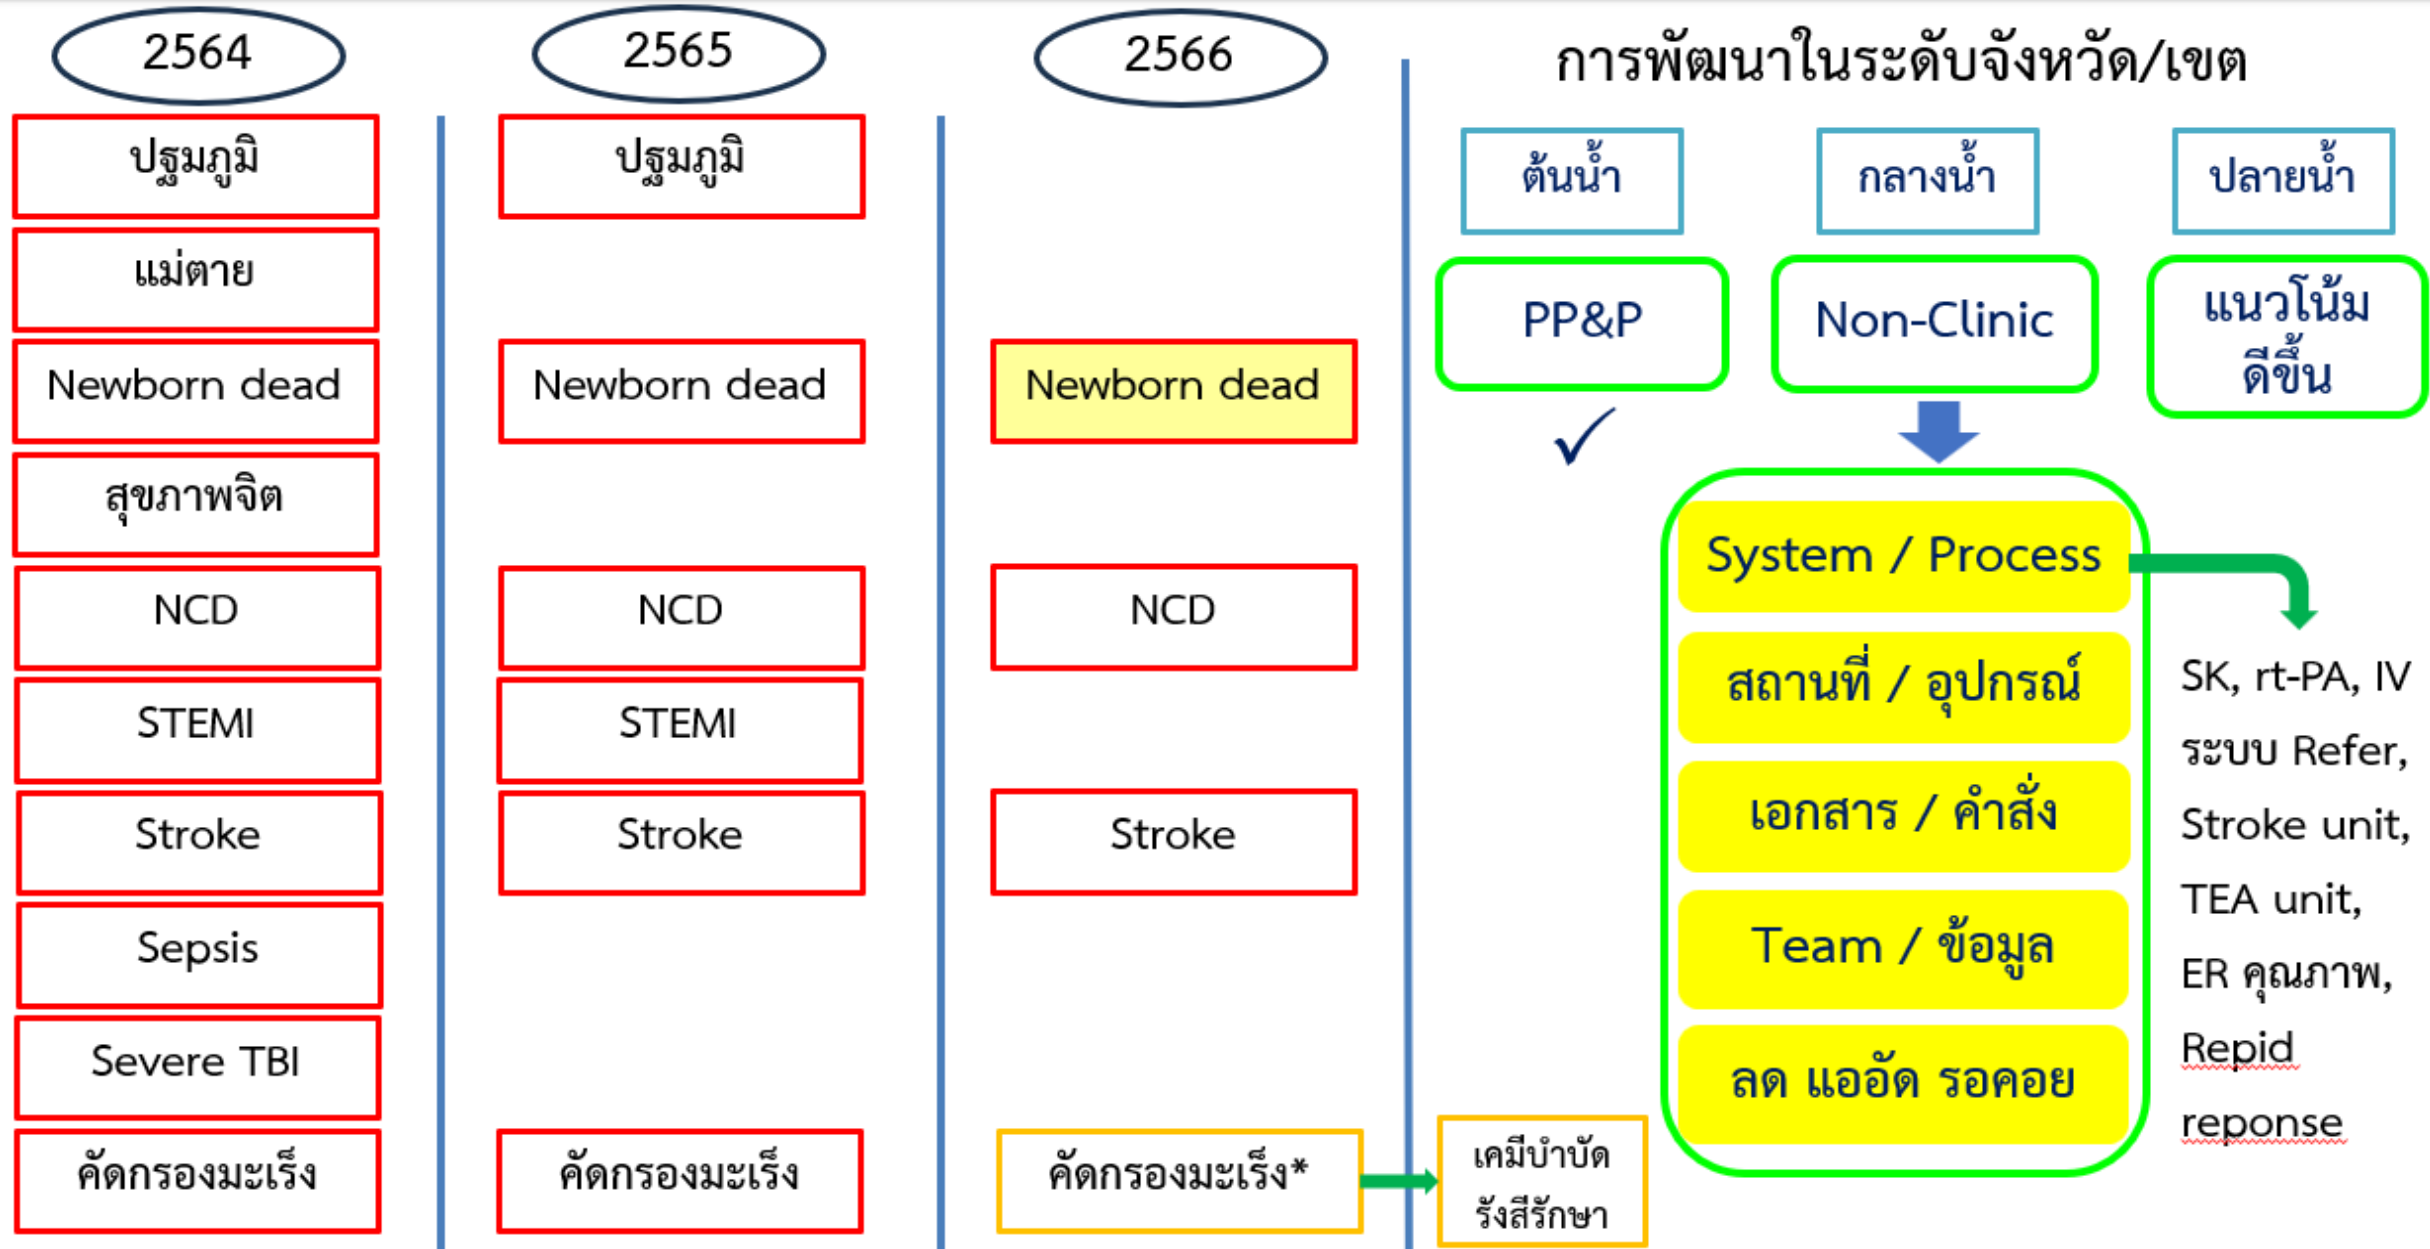 2564
ปฐมภูมิ
แม่ตาย
Newborn dead
สุขภาพจิต
NCD
STEMI
Stroke
Sepsis
Severe TBI
คัดกรองมะเร็ง
2565
ปฐมภูมิ
Newborn dead
NCD
STEMI
Stroke
คัดกรองมะเร็ง
2566
Newborn dead
NCD
Stroke
คัดกรองมะเร็ง*
เคมีบำบัด
รังสีรักษา
การพัฒนาในระดับจังหวัด/เขต
ต้นน้ำ
PP&P
กลางน้ำ
Non-Clinic
ปลายน้ำ
แนวโน้ม
ดีขึ้น
System / Process
สถานที่ / อุปกรณ์
เอกสาร / คำสั่ง
Team / ข้อมูล
ลด แออัด รอคอย
SK, rt-PA, IV
ระบบ Refer,
Stroke unit,
TEA unit,
ER คุณภาพ,
Repid
reponse